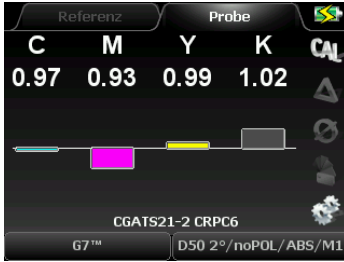 Referenz Probe
C M Y K CAL
0.97 0.93 0.99 1.02
CGATS21-2 CRPC6
G7™ D50 2°/noPOL/ABS/M1